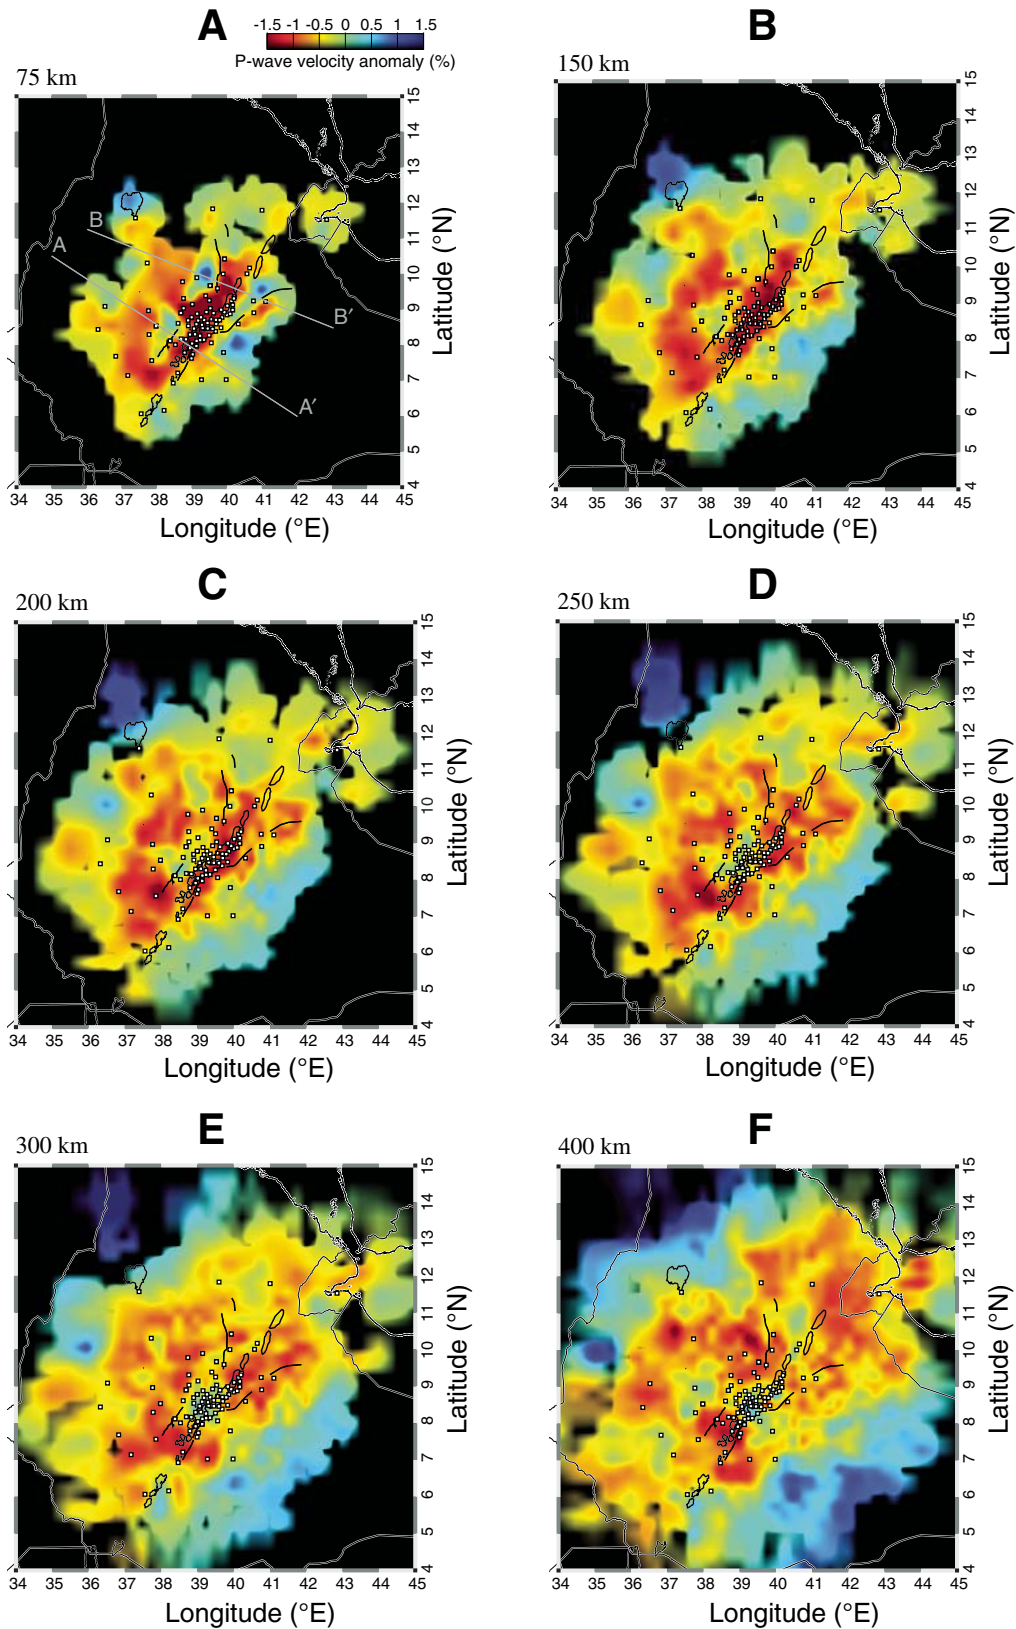 A
-1.5 -1 -0.5 0 0.5 1 1.5
P-wave velocity anomaly (%)
75 km
B
A
B′
A′
15
14
13
12
11
10
9
8
7
6
5
4
Latitude (°N)
34 35 36 37 38 39 40 41 42 43 44 45
Longitude (°E)
B
150 km
15
14
13
12
11
10
9
8
7
6
5
4
Latitude (°N)
34 35 36 37 38 39 40 41 42 43 44 45
Longitude (°E)
C
200 km
15
14
13
12
11
10
9
8
7
6
5
4
Latitude (°N)
34 35 36 37 38 39 40 41 42 43 44 45
Longitude (°E)
D
250 km
15
14
13
12
11
10
9
8
7
6
5
4
Latitude (°N)
34 35 36 37 38 39 40 41 42 43 44 45
Longitude (°E)
E
300 km
15
14
13
12
11
10
9
8
7
6
5
4
Latitude (°N)
34 35 36 37 38 39 40 41 42 43 44 45
Longitude (°E)
F
400 km
15
14
13
12
11
10
9
8
7
6
5
4
Latitude (°N)
34 35 36 37 38 39 40 41 42 43 44 45
Longitude (°E)